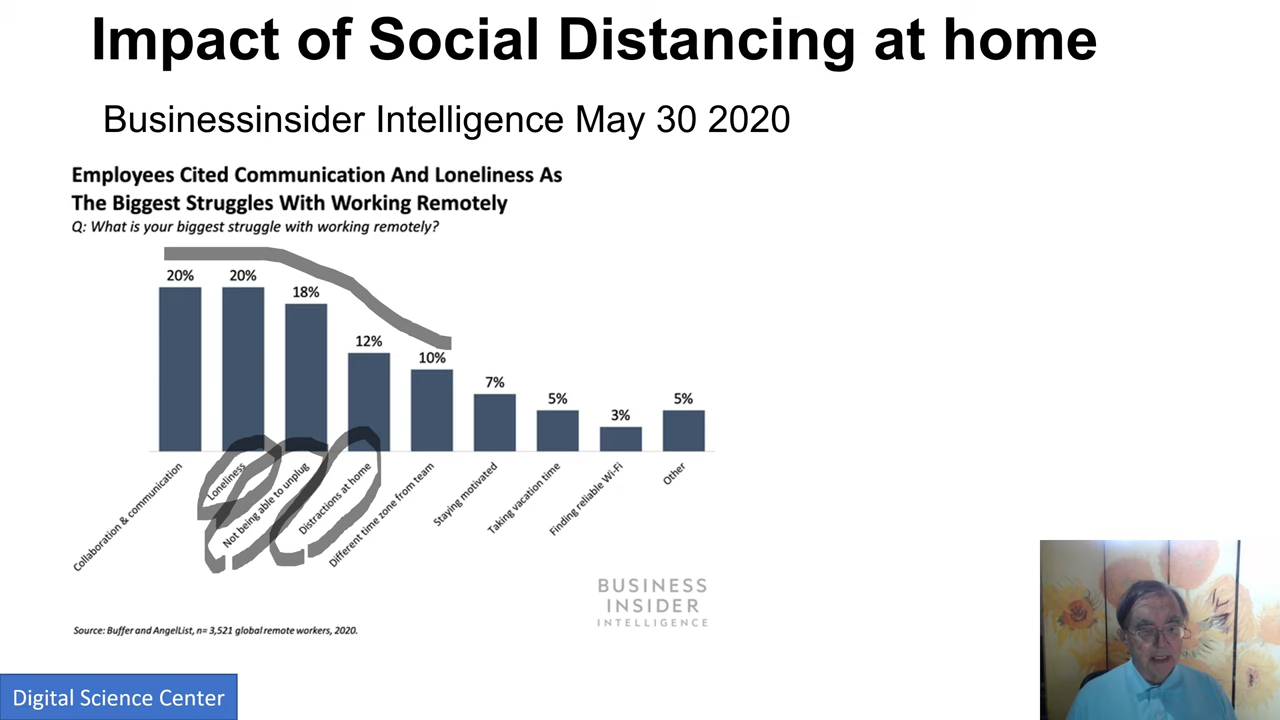 Impact of Social Distancing at home
Businessinsider Intelligence May 30 2020
Employees Cited Communication And Loneliness As
The Biggest Struggles With Working Remotely
Q: What is your biggest struggle with working remotely?
20%
20%
18%
12%
10%
7%
5%
3%
5%
Collaboration & communication
Loneliness
Not being able to unplug
Distractions at home
Different time zone from team
Staying motivated
Taking vacation time
Finding reliable Wi-Fi
Other
BUSINESS
INSIDER
INTELLIGENCE
Source: Buffer and AngelList, n= 3,521 global remote workers, 2020.
Digital Science Center